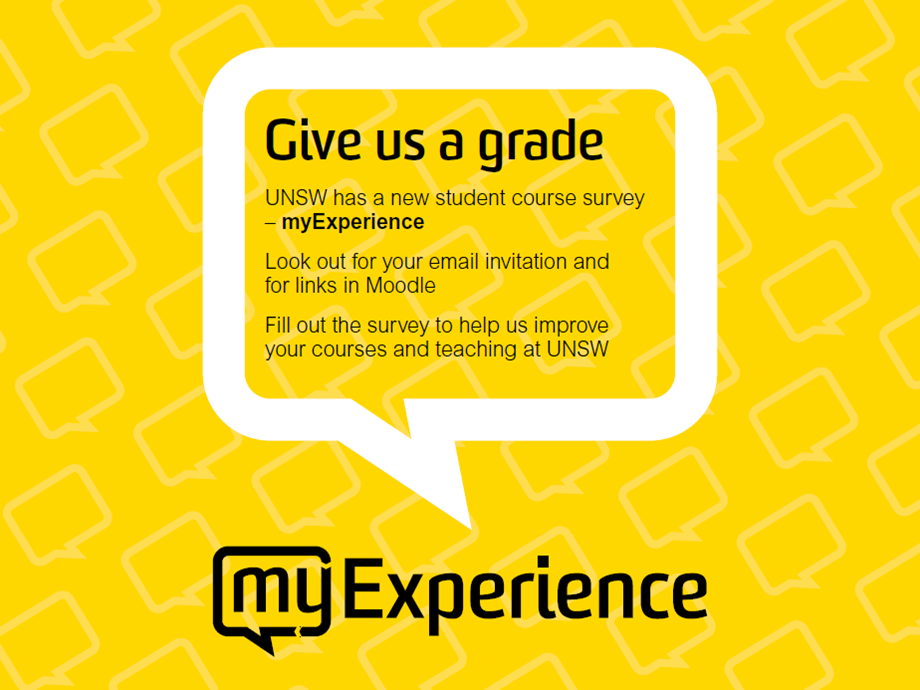 Give us a grade
UNSW has a new student course survey
– myExperience
Look out for your email invitation and
for links in Moodle
Fill out the survey to help us improve
your courses and teaching at UNSW
myExperience